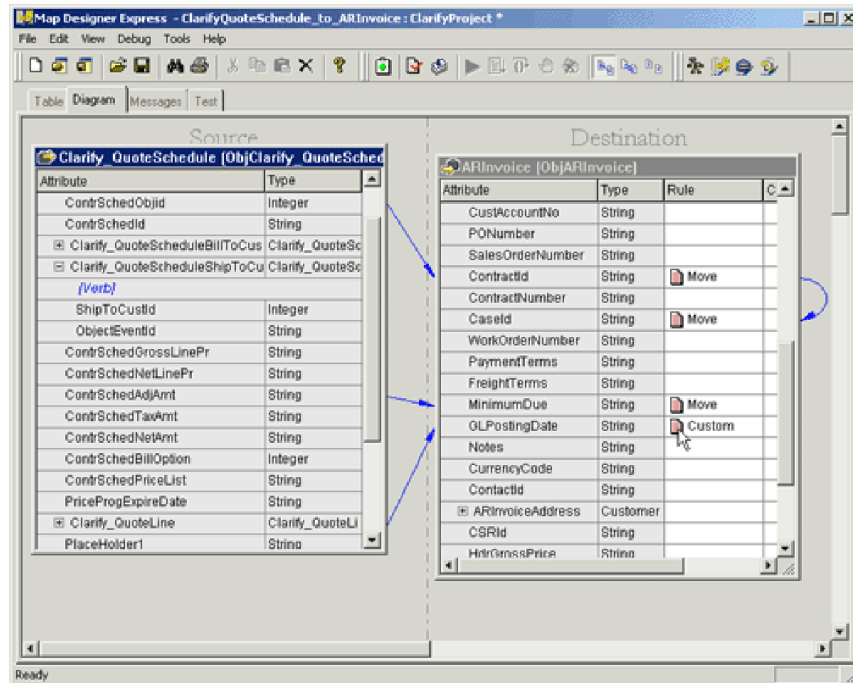 Map Designer Express - ClarifyQuoteSchedule_to_ARInvoice : ClarifyProject *
File Edit View Debug Tools Help
Table Diagram Messages Test
Source
Clarify_QuoteSchedule (ObjClarify_QuoteSched
Attribute Type
ContrSchedObjid Integer
ContrSchedId String
Clarify_QuoteScheduleBillToCus Clarify_QuoteSc
Clarify_QuoteScheduleShipToCu Clarify_QuoteSc
[Verb]
ShipToCustId Integer
ObjectEventId String
ContrSchedGrossLinePr String
ContrSchedNetLinePr String
ContrSchedAdjAmt String
ContrSchedTaxAmt String
ContrSchedNetAmt String
ContrSchedBillOption Integer
ContrSchedPriceList String
PriceProgExpireDate String
Clarify_QuoteLine Clarify_QuoteLi
PlaceHolder1 String
Destination
ARInvoice [ObjARInvoice]
Attribute Type Rule C
CustAccountNo String
PONumber String
SalesOrderNumber String
ContractId String Move
ContractNumber String
CaseId String Move
WorkOrderNumber String
PaymentTerms String
FreightTerms String
MinimumDue String Move
GLPostingDate String Custom
Notes String
CurrencyCode String
ContactId String
ARInvoiceAddress Customer
CSRId String
HdrGrossPrice String
Ready